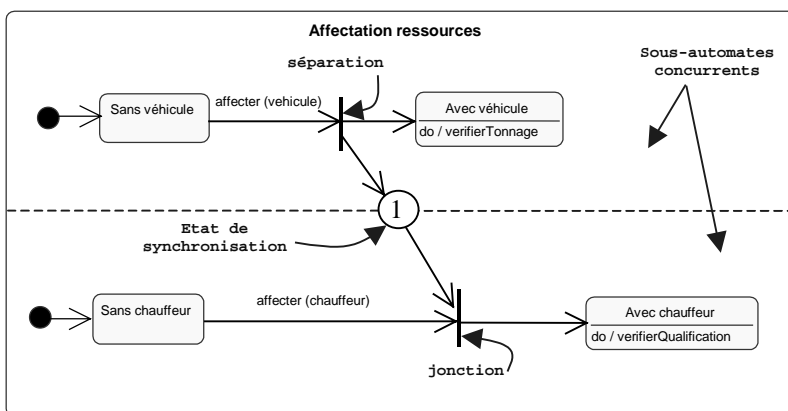 Affectation ressources
séparation
Sous-automates
concurrents
Sans véhicule
affecter (vehicule)
Avec véhicule
do / verifierTonnage
1
Etat de
synchronisation
Sans chauffeur
affecter (chauffeur)
Avec chauffeur
do / verifierQualification
jonction